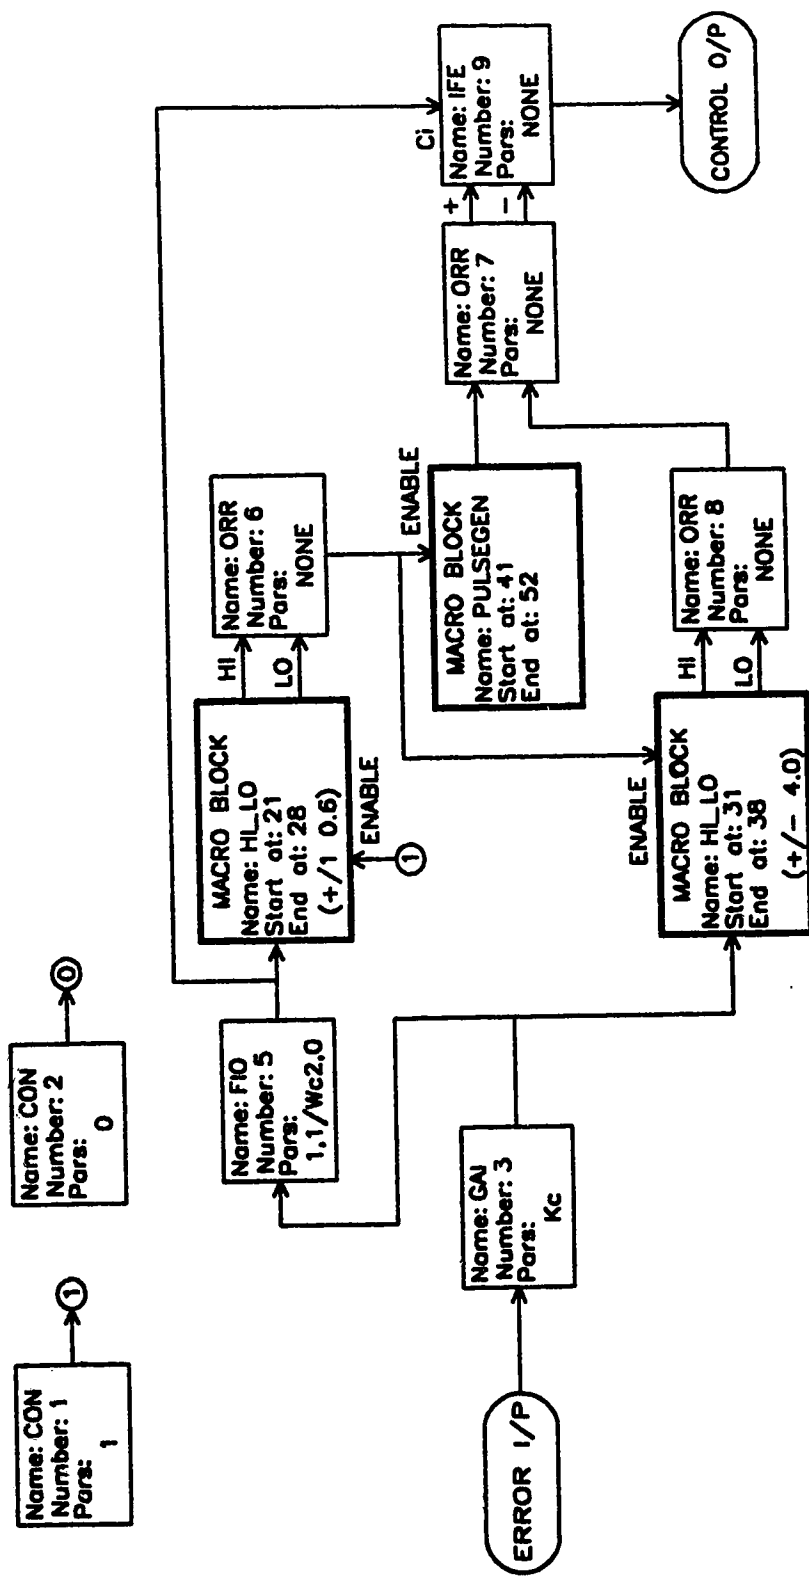 Name: CON
Number: 1
Pars:
1
1
Name: CON
Number: 2
Pars:
0
0
ERROR I/P
Name: GAI
Number: 3
Pars:
Kc
Name: FIO
Number: 5
Pars:
1,1/Wc2,0
MACRO BLOCK
Name: HI_LO
Start at: 21
End at: 28
(+/1 0.6)
ENABLE
1
HI
LO
Name: ORR
Number: 6
Pars:
NONE
ENABLE
MACRO BLOCK
Name: PULSEGEN
Start at: 41
End at: 52
ENABLE
MACRO BLOCK
Name: HI_LO
Start at: 31
End at: 38
(+/- 4.0)
HI
LO
Name: ORR
Number: 8
Pars:
NONE
Name: ORR
Number: 7
Pars:
NONE
+
-
Ci
Name: IFE
Number: 9
Pars:
NONE
CONTROL O/P